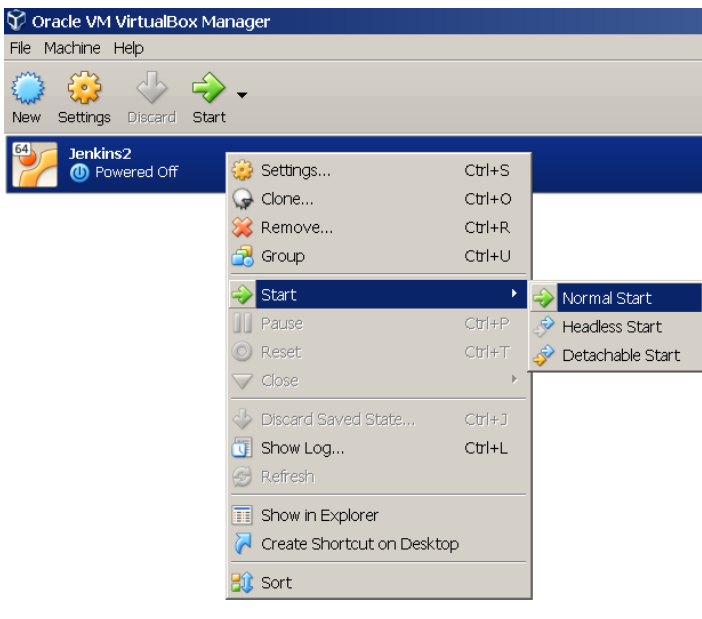 Oracle VM VirtualBox Manager
File Machine Help
New Settings Discard Start
64
Jenkins2
Powered Off
Settings... Ctrl+S
Clone... Ctrl+O
Remove... Ctrl+R
Group Ctrl+U
Start
Normal Start
Pause Ctrl+P
Headless Start
Reset Ctrl+T
Detachable Start
Close
Discard Saved State... Ctrl+J
Show Log... Ctrl+L
Refresh
Show in Explorer
Create Shortcut on Desktop
Sort